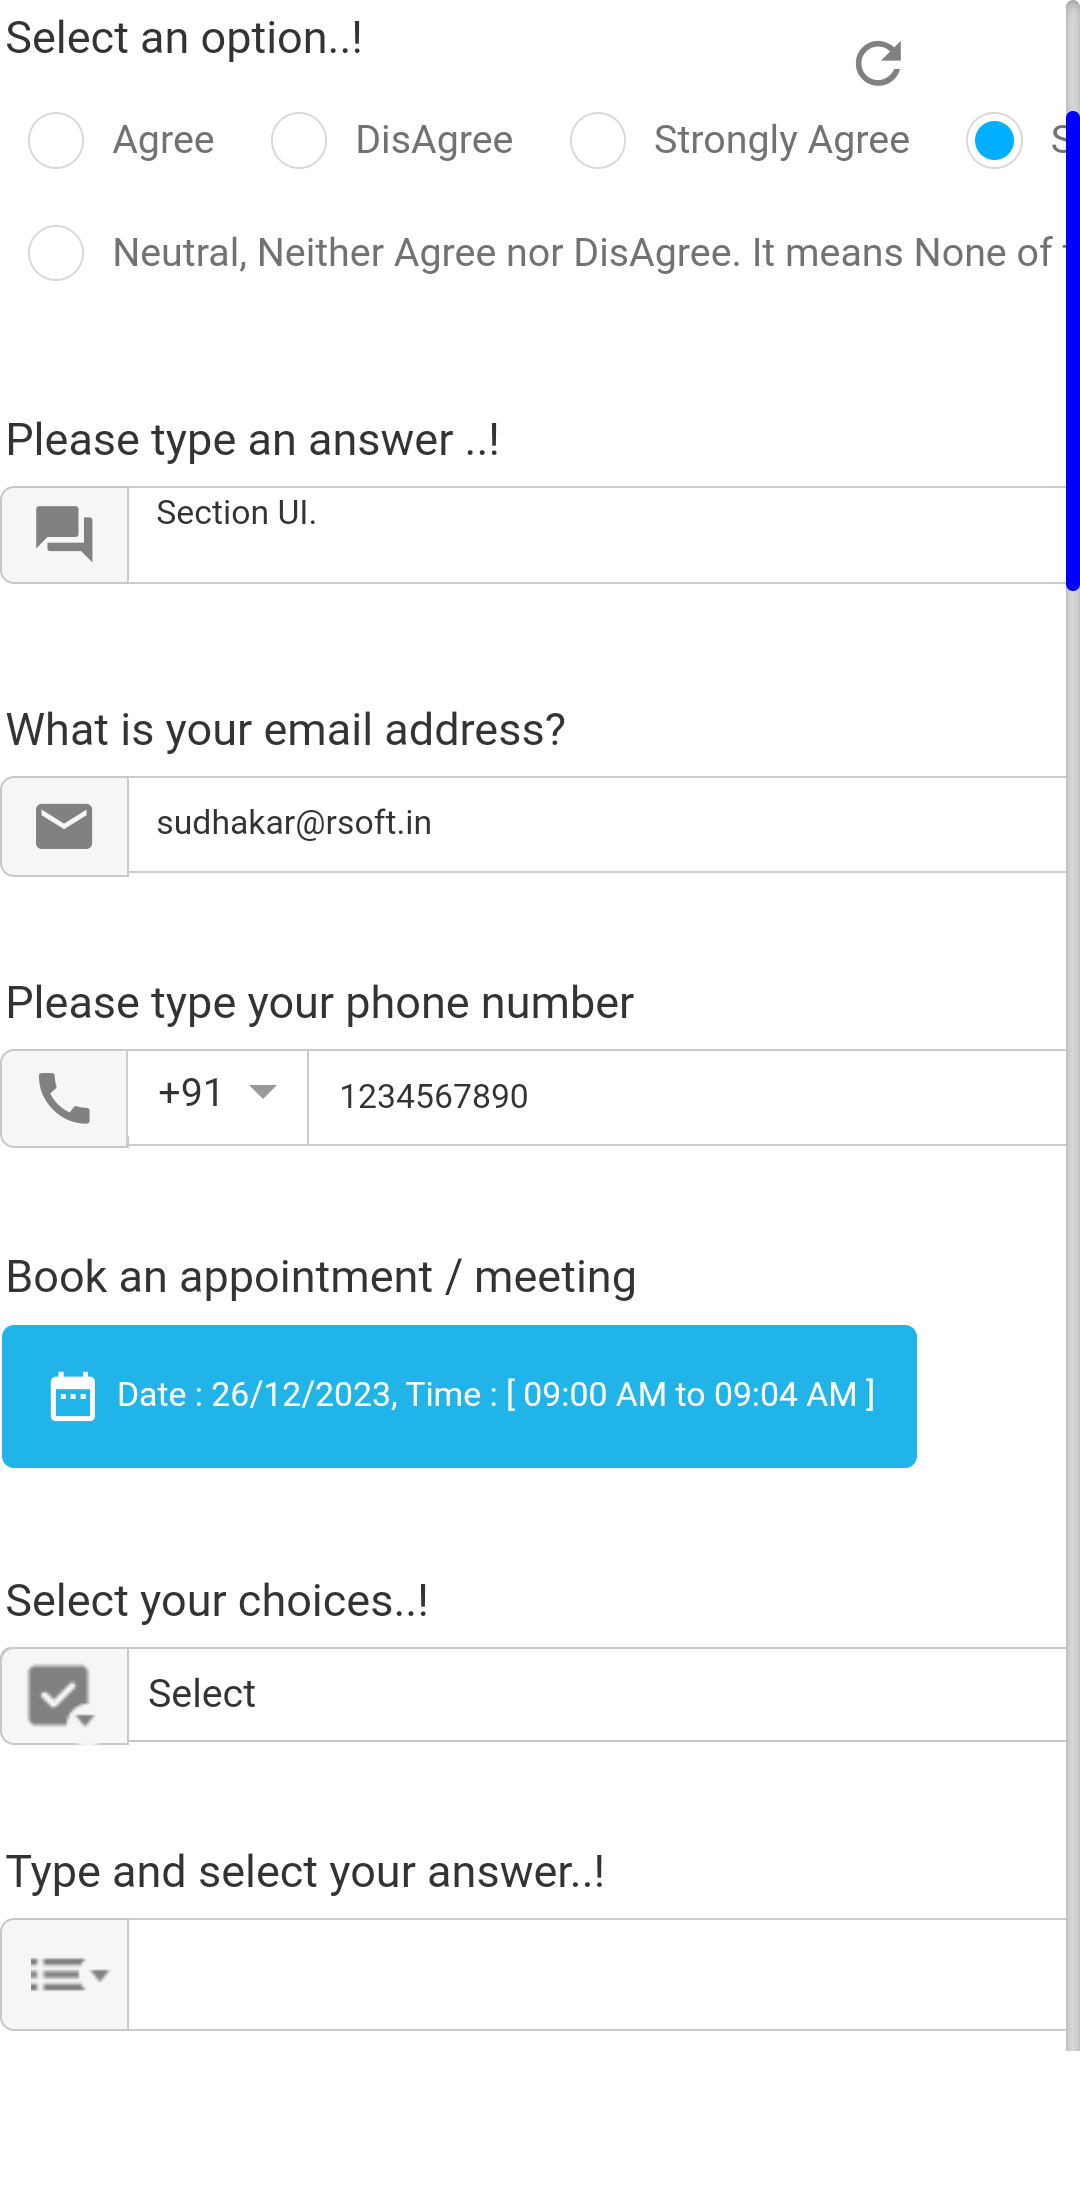 Select an option..!
Agree DisAgree Strongly Agree
Neutral, Neither Agree nor DisAgree. It means None of
Please type an answer ..!
Section UI.
What is your email address?
sudhakar@rsoft.in
Please type your phone number
+91 1234567890
Book an appointment / meeting
Date : 26/12/2023, Time : [ 09:00 AM to 09:04 AM ]
Select your choices..!
Select
Type and select your answer..!